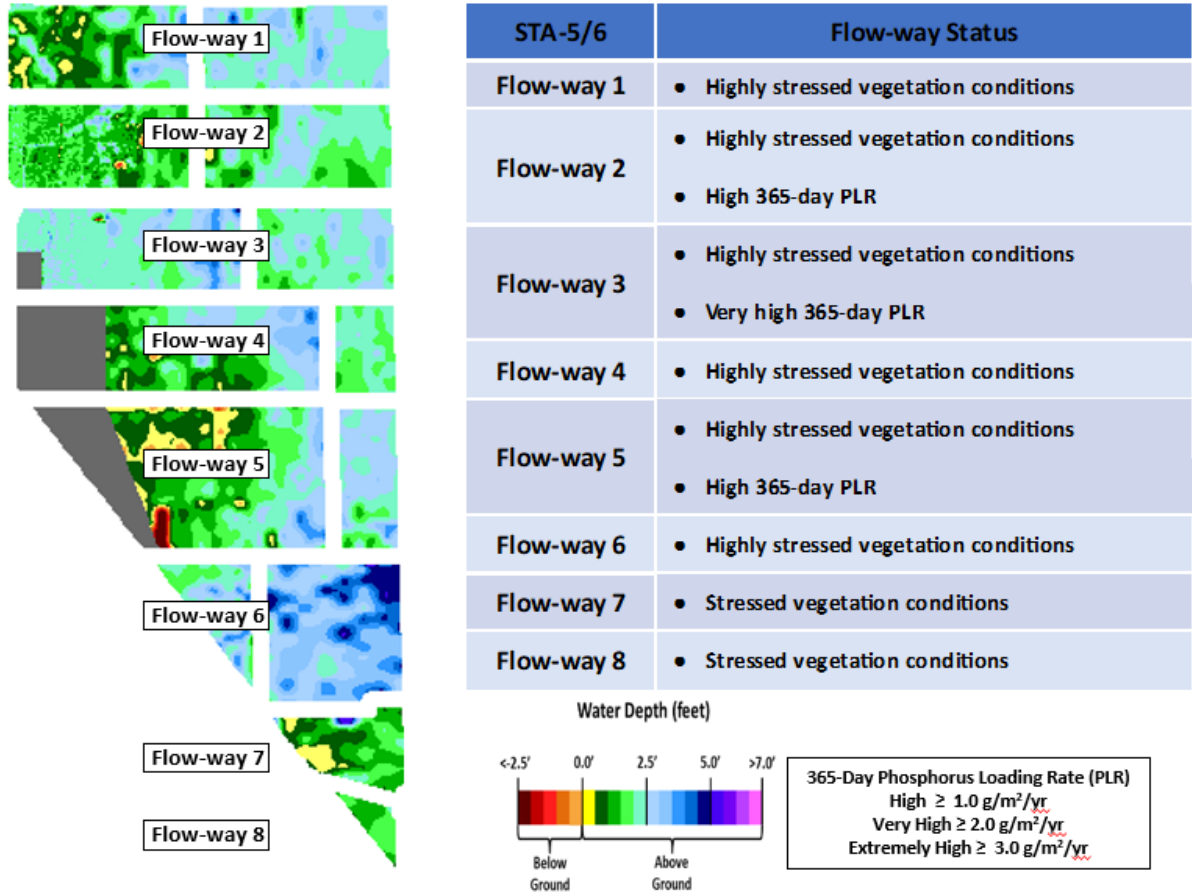 Flow-way 1
Flow-way 2
Flow-way 3
Flow-way 4
Flow-way 5
Flow-way 6
Flow-way 7
Flow-way 8
STA-5/6 Flow-way Status
Flow-way 1 ● Highly stressed vegetation conditions
Flow-way 2
● Highly stressed vegetation conditions
● High 365-day PLR
Flow-way 3
● Highly stressed vegetation conditions
● Very high 365-day PLR
Flow-way 4 ● Highly stressed vegetation conditions
Flow-way 5
● Highly stressed vegetation conditions
● High 365-day PLR
Flow-way 6 ● Highly stressed vegetation conditions
Flow-way 7 ● Stressed vegetation conditions
Flow-way 8 ● Stressed vegetation conditions
Water Depth (feet)
<-2.5' 0.0' 2.5' 5.0' >7.0'
Below
Ground
Above
Ground
365-Day Phosphorus Loading Rate (PLR)
High ≥ 1.0 g/m²/yr
Very High ≥ 2.0 g/m²/yr
Extremely High ≥ 3.0 g/m²/yr